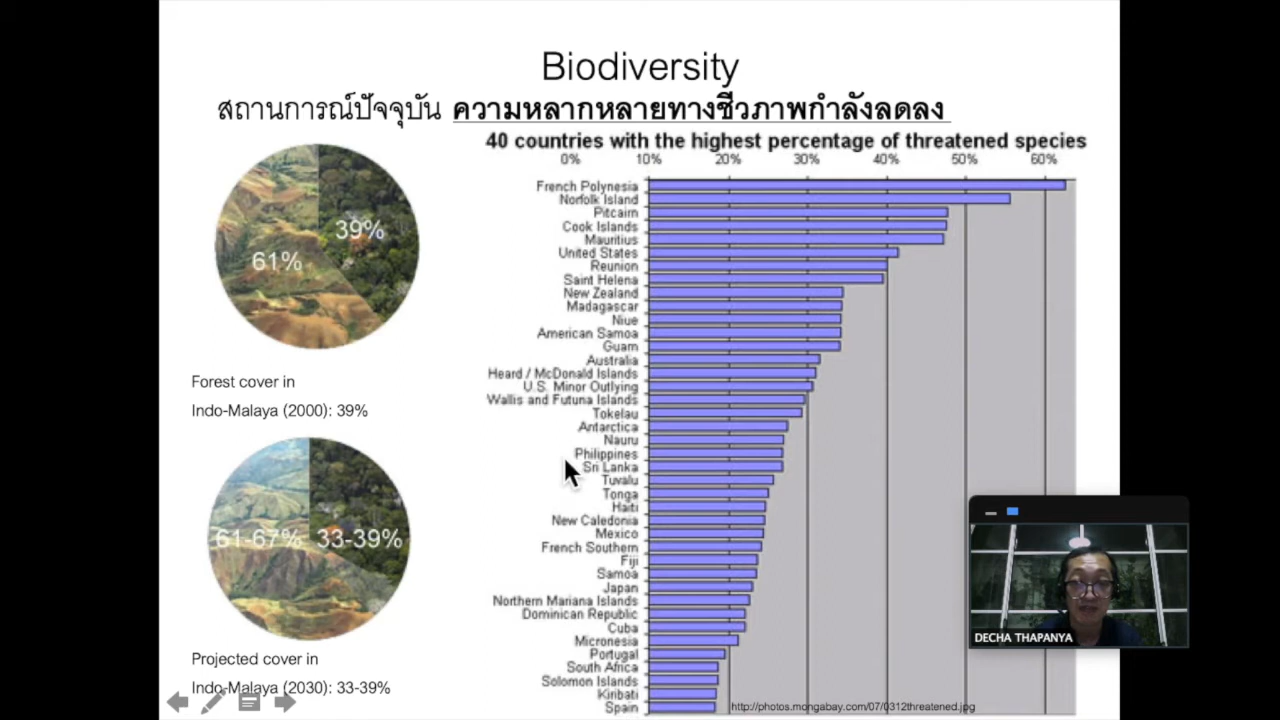 Biodiversity
สถานการณ์ปัจจุบัน ความหลากหลายทางชีวภาพกำลังลดลง
40 countries with the highest percentage of threatened species
0% 10% 20% 30% 40% 50% 60%
French Polynesia
Norfolk Island
Pitcairn
Cook Islands
Mauritius
United States
Reunion
Saint Helena
New Zealand
Madagascar
Niue
American Samoa
Guam
Australia
Heard / McDonald Islands
U.S. Minor Outlying
Wallis and Futuna Islands
Tokelau
Antarctica
Nauru
Philippines
Sri Lanka
Tuvalu
Tonga
Haiti
New Caledonia
Mexico
French Southern
Fiji
Samoa
Japan
Northern Mariana Islands
Dominican Republic
Cuba
Micronesia
Portugal
South Africa
Solomon Islands
Kiribati
Spain
39%
61%
Forest cover in
Indo-Malaya (2000): 39%
61-67% 33-39%
Projected cover in
Indo-Malaya (2030): 33-39%
http://photos.mongabay.com/07/0312threatened.jpg
DECHA THAPANYA